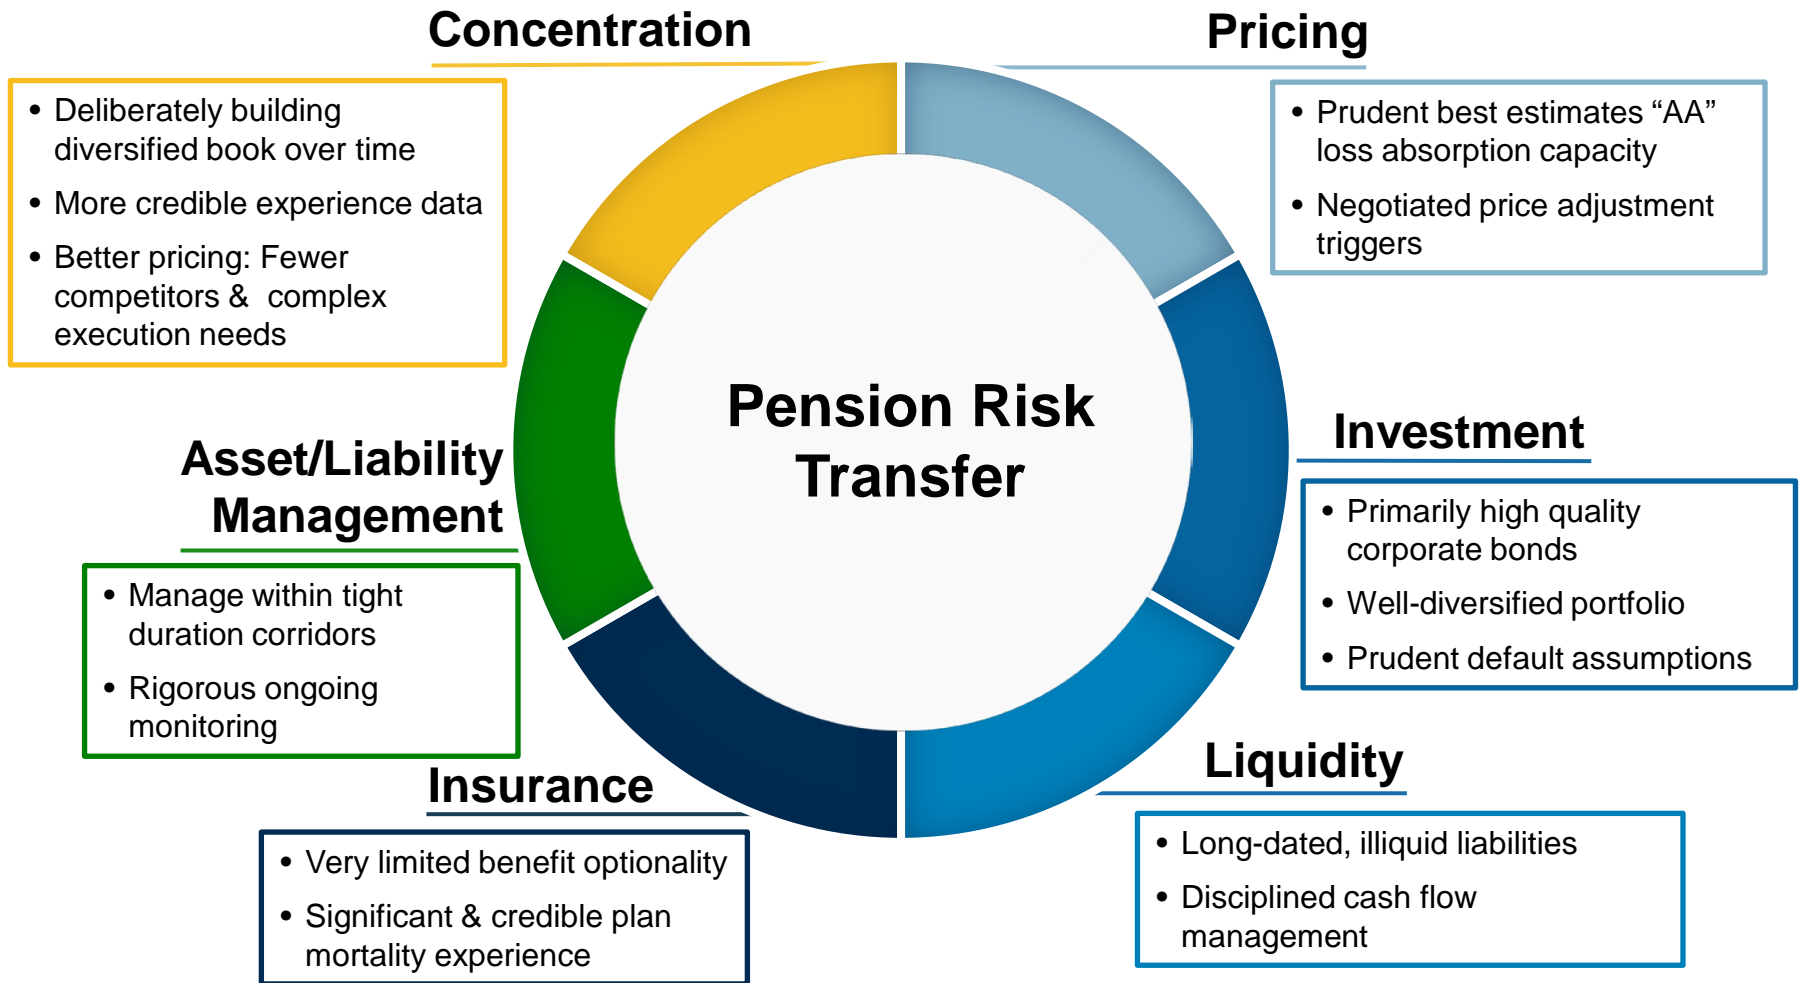 Concentration
• Deliberately building
diversified book over time
• More credible experience data
• Better pricing: Fewer
competitors &  complex
execution needs
Pricing
• Prudent best estimates “AA”
loss absorption capacity
• Negotiated price adjustment
triggers
Pension Risk
Transfer
Asset/Liability
Management
• Manage within tight
duration corridors
• Rigorous ongoing
monitoring
Investment
• Primarily high quality
corporate bonds
• Well-diversified portfolio
• Prudent default assumptions
Insurance
• Very limited benefit optionality
• Significant & credible plan
mortality experience
Liquidity
• Long-dated, illiquid liabilities
• Disciplined cash flow
management